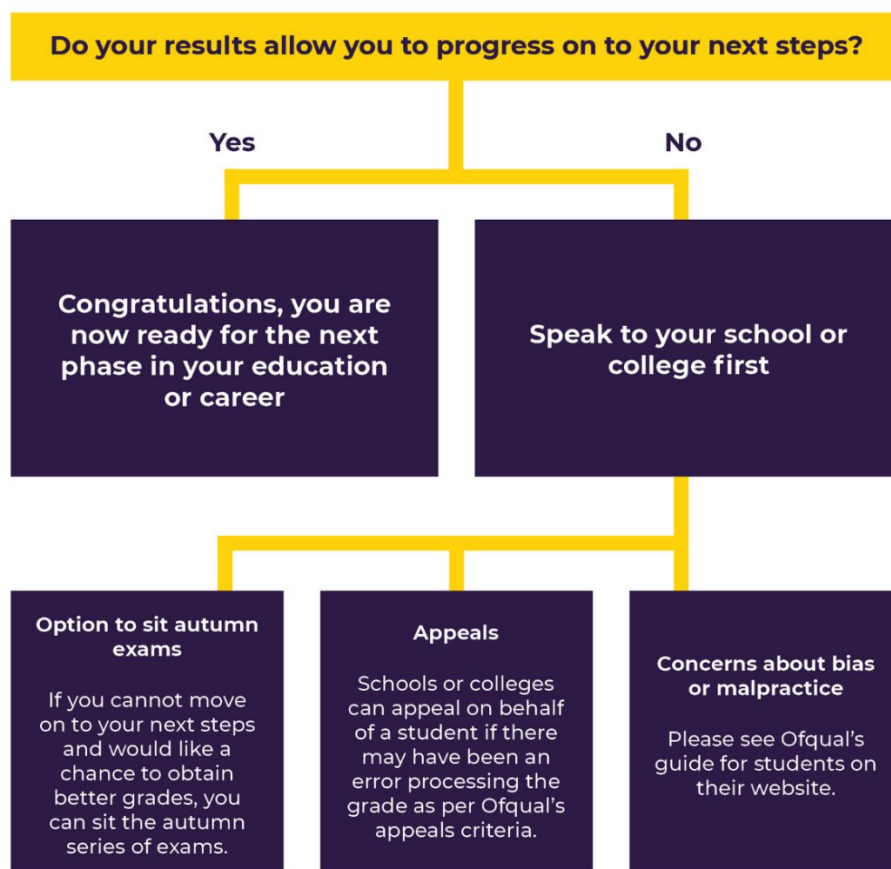 Do your results allow you to progress on to your next steps?
Yes
No
Congratulations, you are
now ready for the next
phase in your education
or career
Speak to your school or
college first
Option to sit autumn
exams
If you cannot move
on to your next steps
and would like a
chance to obtain
better grades, you
can sit the autumn
series of exams.
Appeals
Schools or colleges
can appeal on behalf
of a student if there
may have been an
error processing the
grade as per Ofqual's
appeals criteria.
Concerns about bias
or malpractice
Please see Ofqual's
guide for students on
their website.